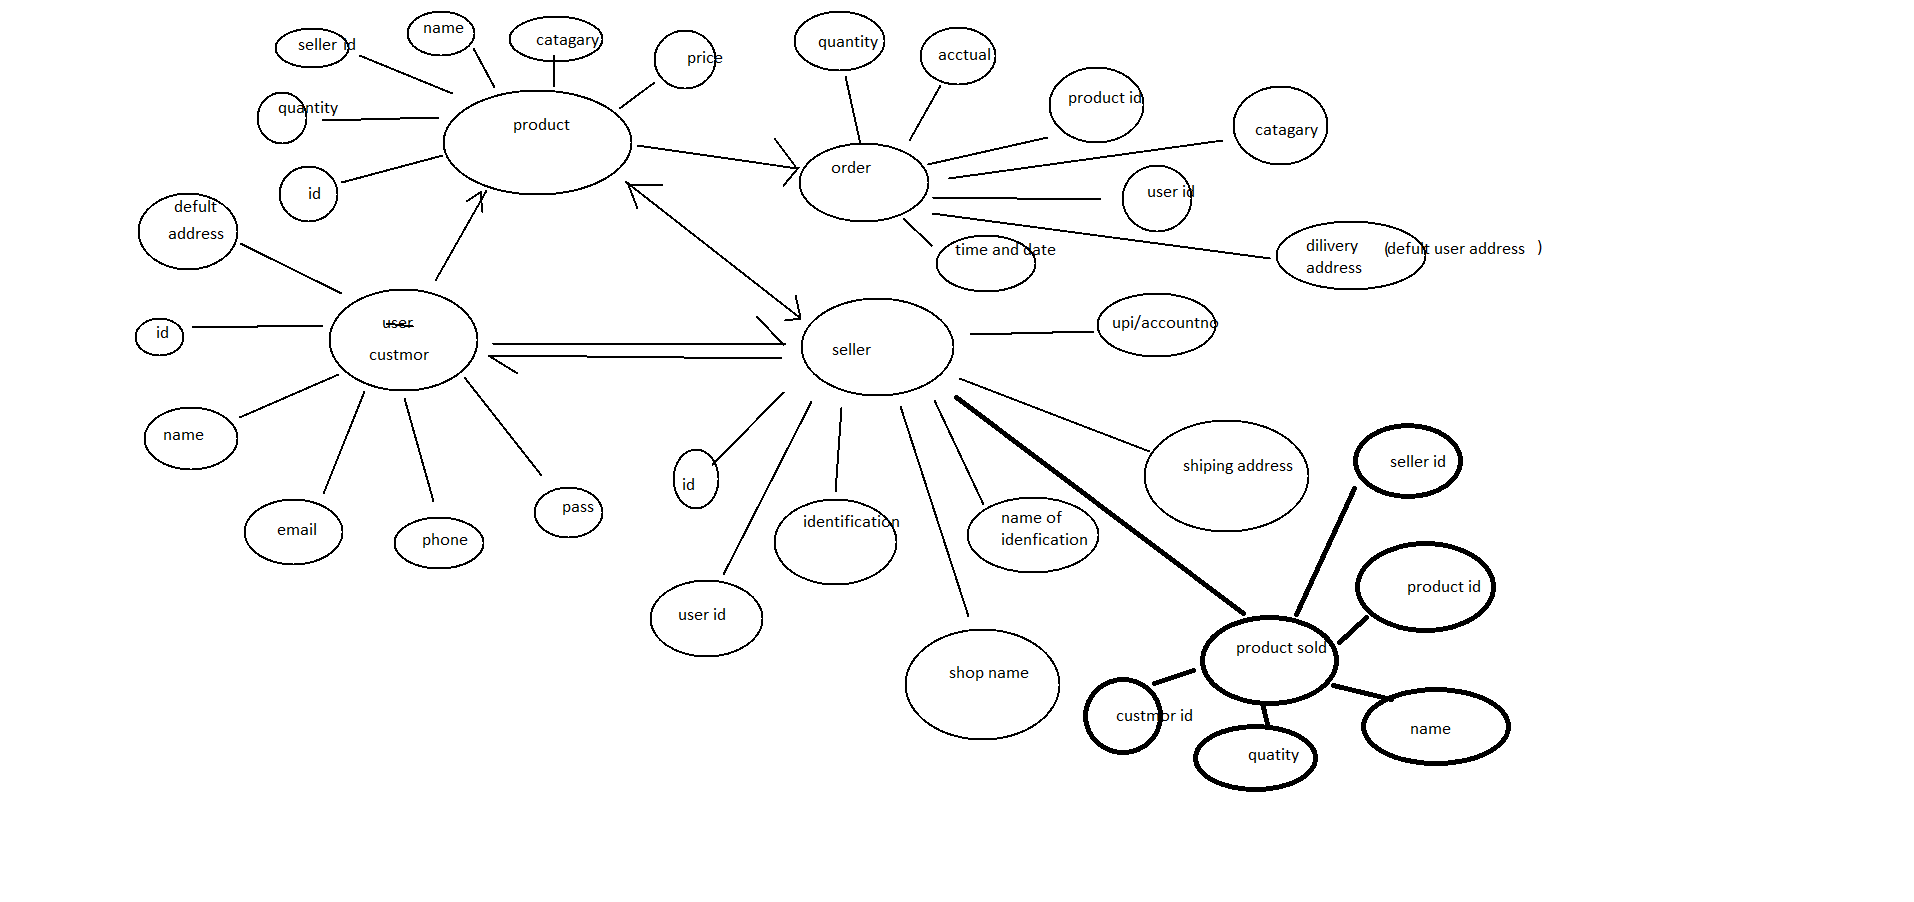 seller id
name
catagary
price
quantity
product
id
quantity
acctual
product id
catagary
order
user id
time and date
dilivery
address
(defult user address )
defult
address
id
user
custmor
name
email
phone
pass
seller
upi/accountno
id
identification
name of
idenfication
shiping address
user id
shop name
seller id
product id
product sold
custmor id
quatity
name